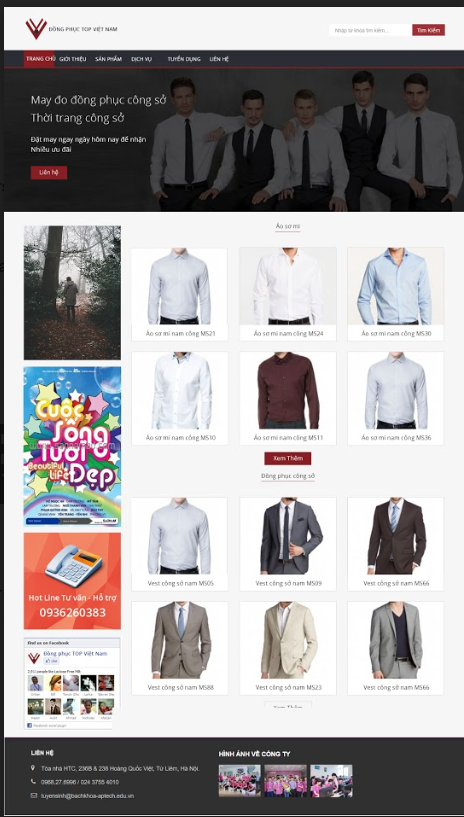 ĐỒNG PHỤC TOP VIỆT NAM
Nhập từ khóa tìm kiếm...
Tìm Kiếm
TRANG CHỦ GIỚI THIỆU SẢN PHẨM DỊCH VỤ TUYỂN DỤNG LIÊN HỆ
May đo đồng phục công sở
Thời trang công sở
Đặt may ngay ngày hôm nay để nhận
Nhiều ưu đãi
Liên hệ
Áo sơ mi
Áo sơ mi nam công MS21
Áo sơ mi nam công MS24
Áo sơ mi nam công MS30
Áo sơ mi nam công MS10
Áo sơ mi nam công MS11
Áo sơ mi nam công MS36
Xem Thêm
Đồng phục công sở
Vest công sở nam MS05
Vest công sở nam MS09
Vest công sở nam MS66
Vest công sở nam MS88
Vest công sở nam MS23
Vest công sở nam MS66
Xem Thêm
Cuộc
Sống
Tươi
Beautiful
Life
Đẹp
Hot Line Tư vấn - Hỗ trợ
0936260383
Find us on Facebook
Đồng phục TOP Việt Nam
Like
LIÊN HỆ
Tòa nhà HTC, 236B & 238 Hoàng Quốc Việt, Từ Liêm, Hà Nội.
0968.27.6996 / 024 3755 4010
tuyensinh@bachkhoa-aptech.edu.vn
HÌNH ẢNH VỀ CÔNG TY